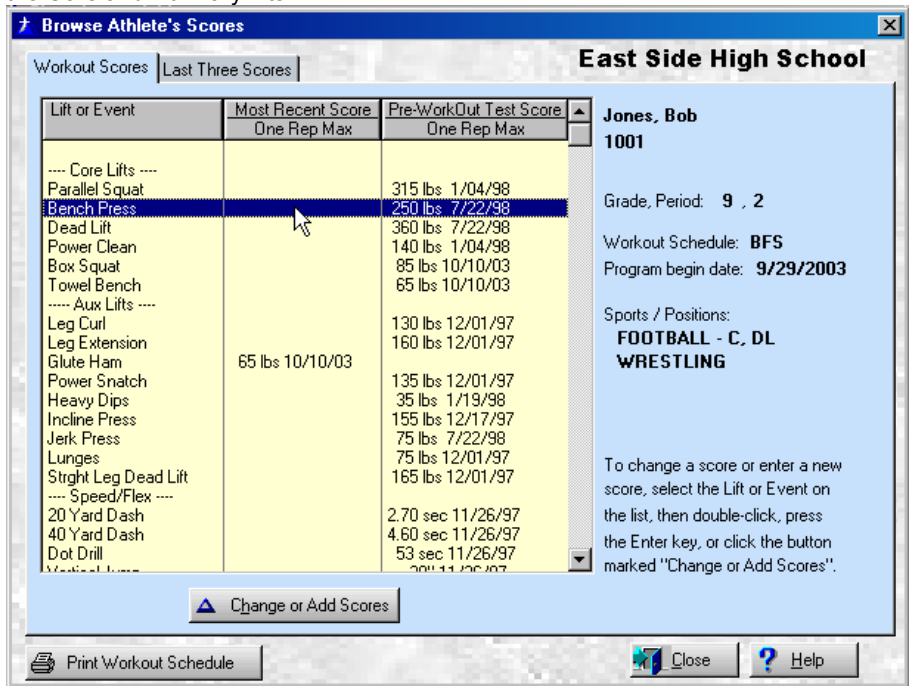 Browse Athlete's Scores
East Side High School
Workout Scores Last Three Scores
Lift or Event Most Recent Score Pre-WorkOut Test Score
One Rep Max One Rep Max
---- Core Lifts ----
Parallel Squat 315 lbs 1/04/98
Bench Press 250 lbs 7/22/98
Dead Lift 360 lbs 7/22/98
Power Clean 140 lbs 1/04/98
Box Squat 85 lbs 10/10/03
Towel Bench 65 lbs 10/10/03
----- Aux Lifts ----
Leg Curl 130 lbs 12/01/97
Leg Extension 160 lbs 12/01/97
Glute Ham 65 lbs 10/10/03
Power Snatch 135 lbs 12/01/97
Heavy Dips 35 lbs 1/19/98
Incline Press 155 lbs 12/17/97
Jerk Press 75 lbs 7/22/98
Lunges 75 lbs 12/01/97
Strght Leg Dead Lift 165 lbs 12/01/97
---- Speed/Flex ----
20 Yard Dash 2.70 sec 11/26/97
40 Yard Dash 4.60 sec 11/26/97
Dot Drill 53 sec 11/26/97
Jones, Bob
1001
Grade, Period: 9 , 2
Workout Schedule: BFS
Program begin date: 9/29/2003
Sports / Positions:
FOOTBALL - C, DL
WRESTLING
To change a score or enter a new
score, select the Lift or Event on
the list, then double-click, press
the Enter key, or click the button
marked "Change or Add Scores".
Change or Add Scores
Print Workout Schedule
Close
? Help